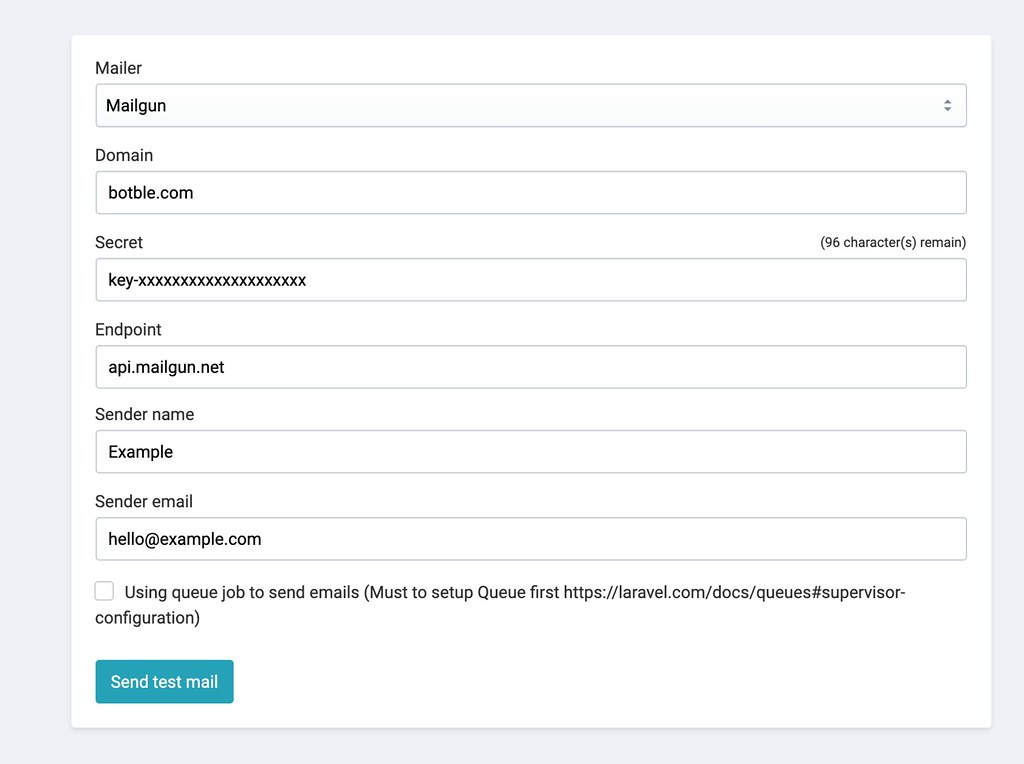 Mailer
Mailgun
Domain
botble.com
Secret
(96 character(s) remain)
key-xxxxxxxxxxxxxxxxxxxx
Endpoint
api.mailgun.net
Sender name
Example
Sender email
hello@example.com
Using queue job to send emails (Must to setup Queue first https://laravel.com/docs/queues#supervisor-
configuration)
Send test mail